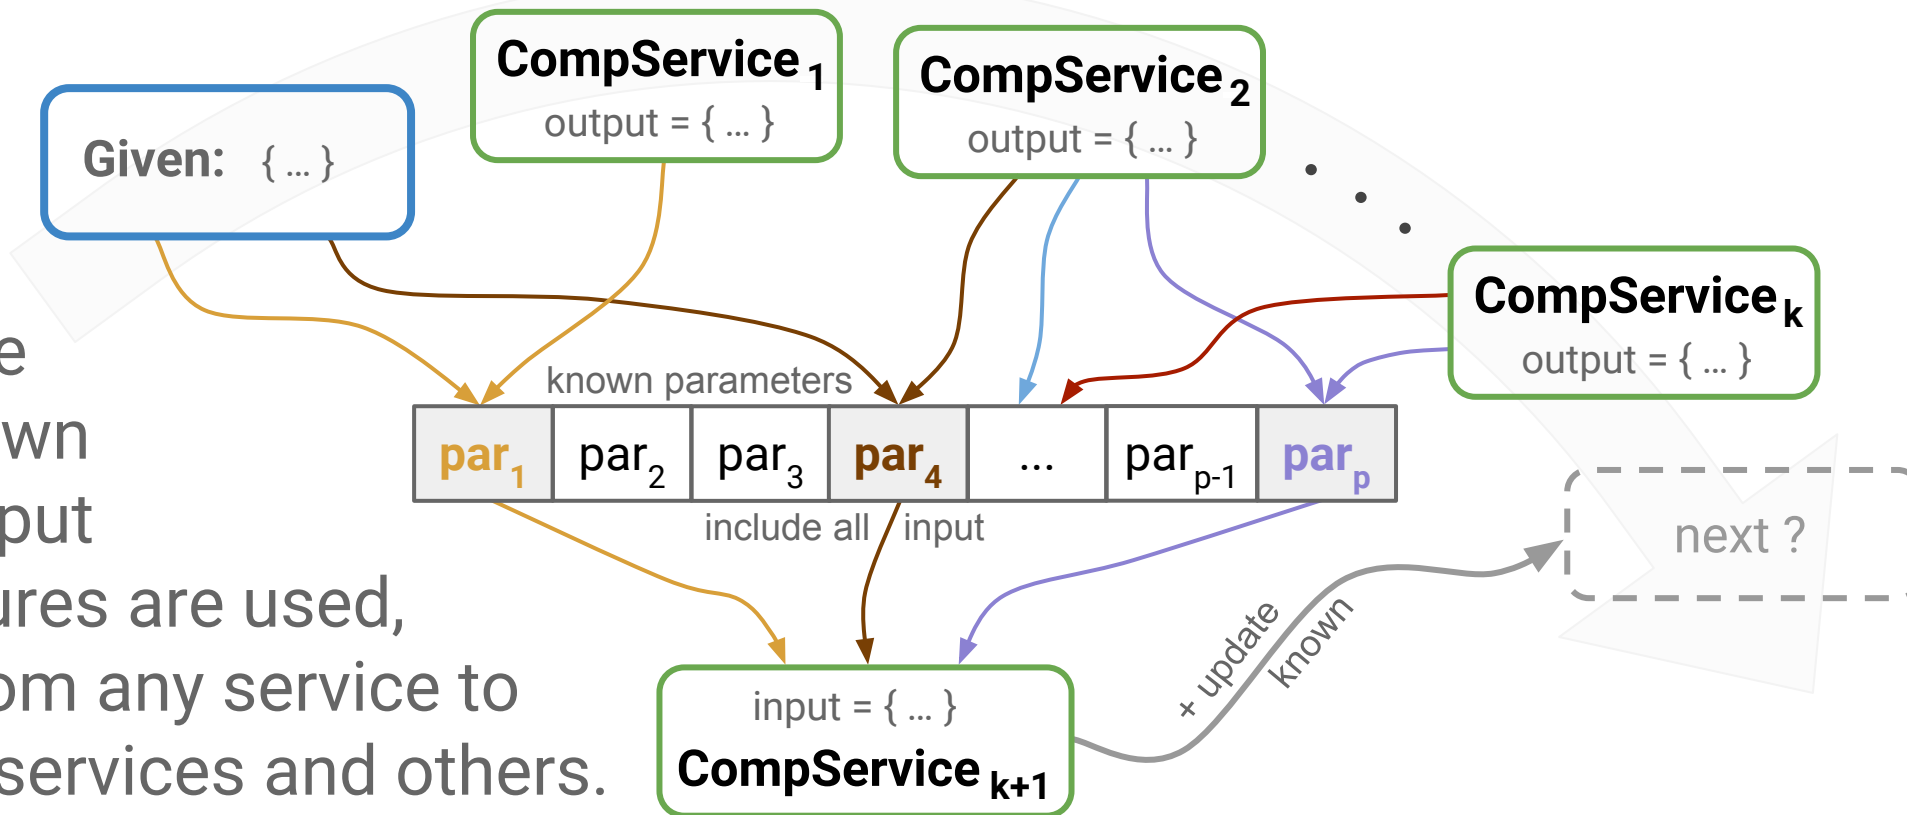 CompService 1
output = { ... }
CompService 2
output = { ... }
Given: { ... }
CompService k
output = { ... }
known parameters
par1 par2 par3 par4 ... parp-1 parp
include all input
next ?
+ update
known
input = { ... }
CompService k+1
e
wn
put
ures are used,
om any service to
services and others.